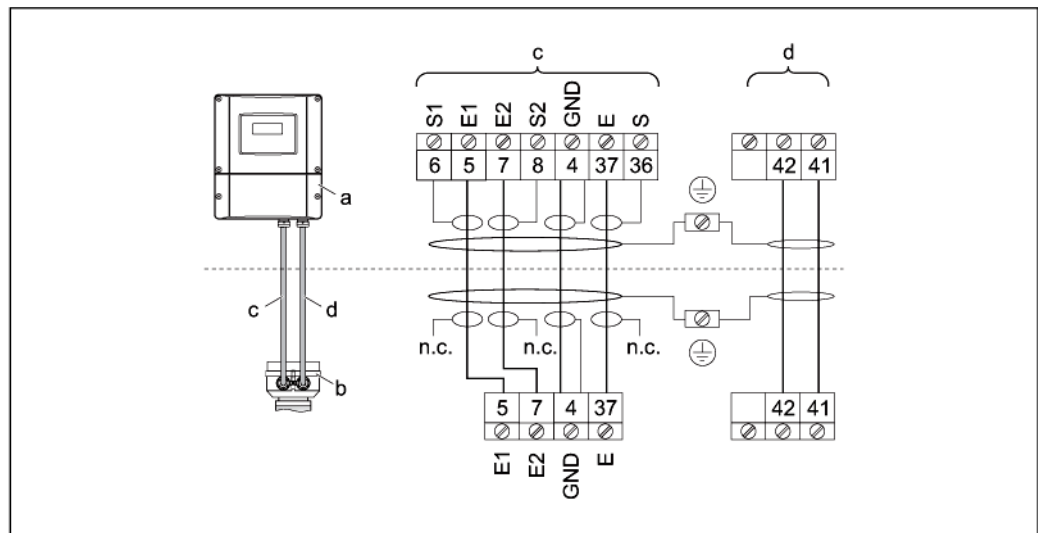 c
d
S1 E1 E2 S2 GND E S
6 5 7 8 4 37 36
42 41
a
c
d
b
n.c. n.c. n.c.
5 7 4 37
42 41
E1 E2 GND E